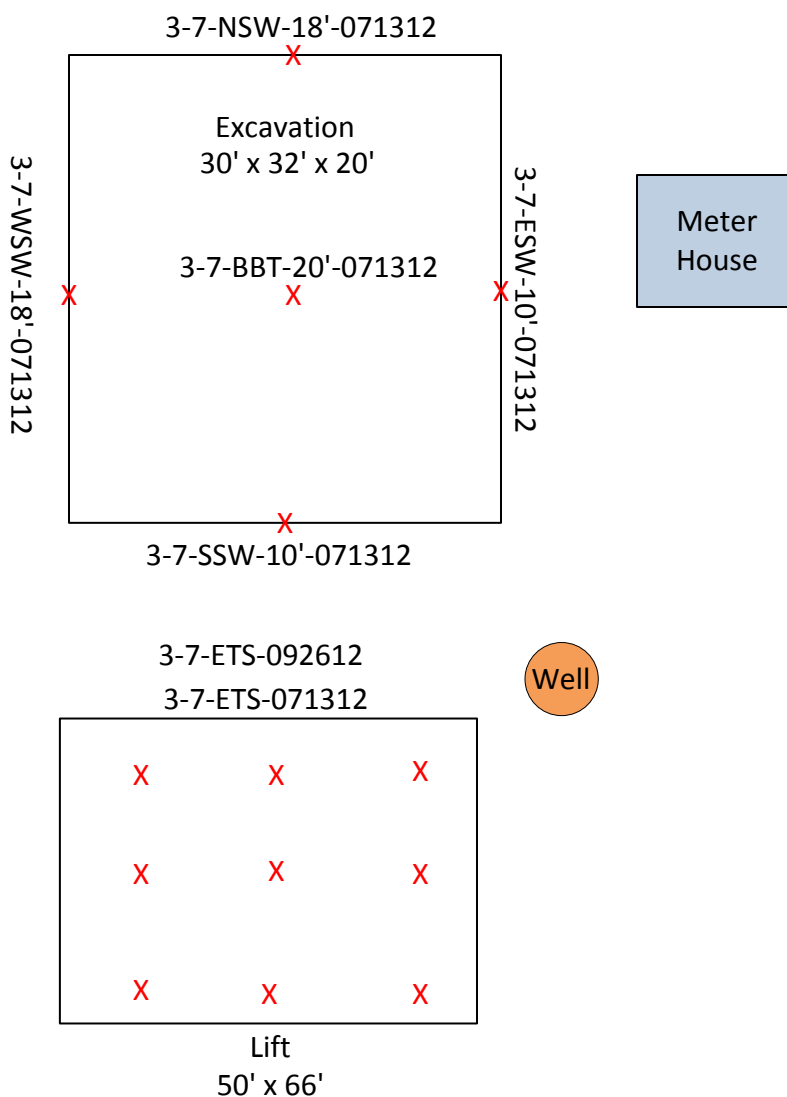 3-7-NSW-18'-071312
X
Excavation
30' x 32' x 20'
3-7-WSW-18'-071312
X
3-7-BBT-20'-071312
X
3-7-ESW-10'-071312
X
Meter
House
X
3-7-SSW-10'-071312
3-7-ETS-092612
3-7-ETS-071312
Well
X X X
X X X
X X X
Lift
50' x 66'